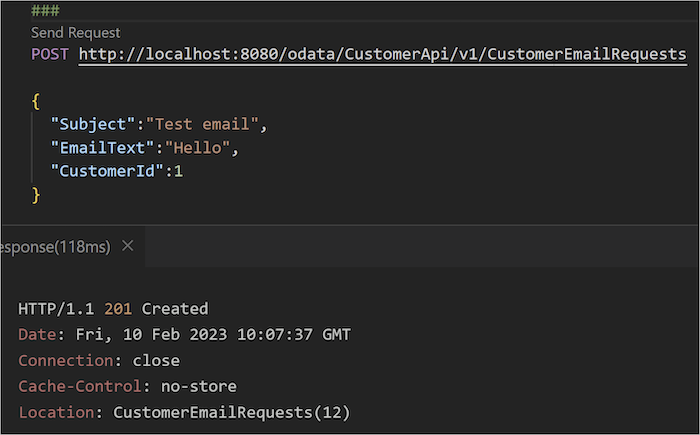 ###
Send Request
POST http://localhost:8080/odata/CustomerApi/v1/CustomerEmailRequests
{
"Subject":"Test email",
"EmailText":"Hello",
"CustomerId":1
}
esponse(118ms) ×
HTTP/1.1 201 Created
Date: Fri, 10 Feb 2023 10:07:37 GMT
Connection: close
Cache-Control: no-store
Location: CustomerEmailRequests(12)